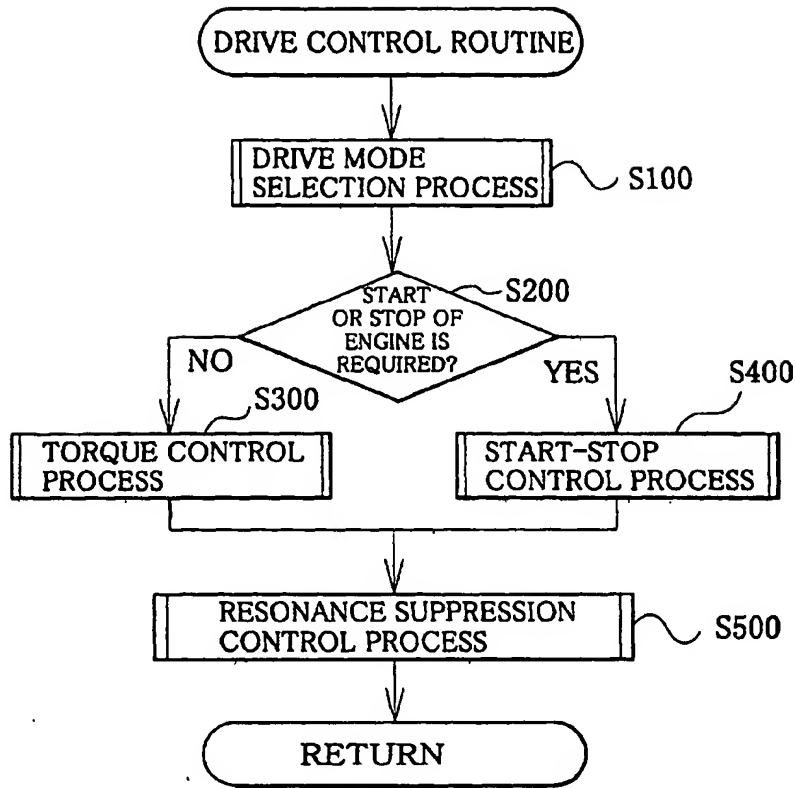 DRIVE CONTROL ROUTINE
DRIVE MODE
SELECTION PROCESS
S100
S200
START
OR STOP OF
ENGINE IS
REQUIRED?
NO
YES
S300
S400
TORQUE CONTROL
PROCESS
START-STOP
CONTROL PROCESS
RESONANCE SUPPRESSION
CONTROL PROCESS
S500
RETURN